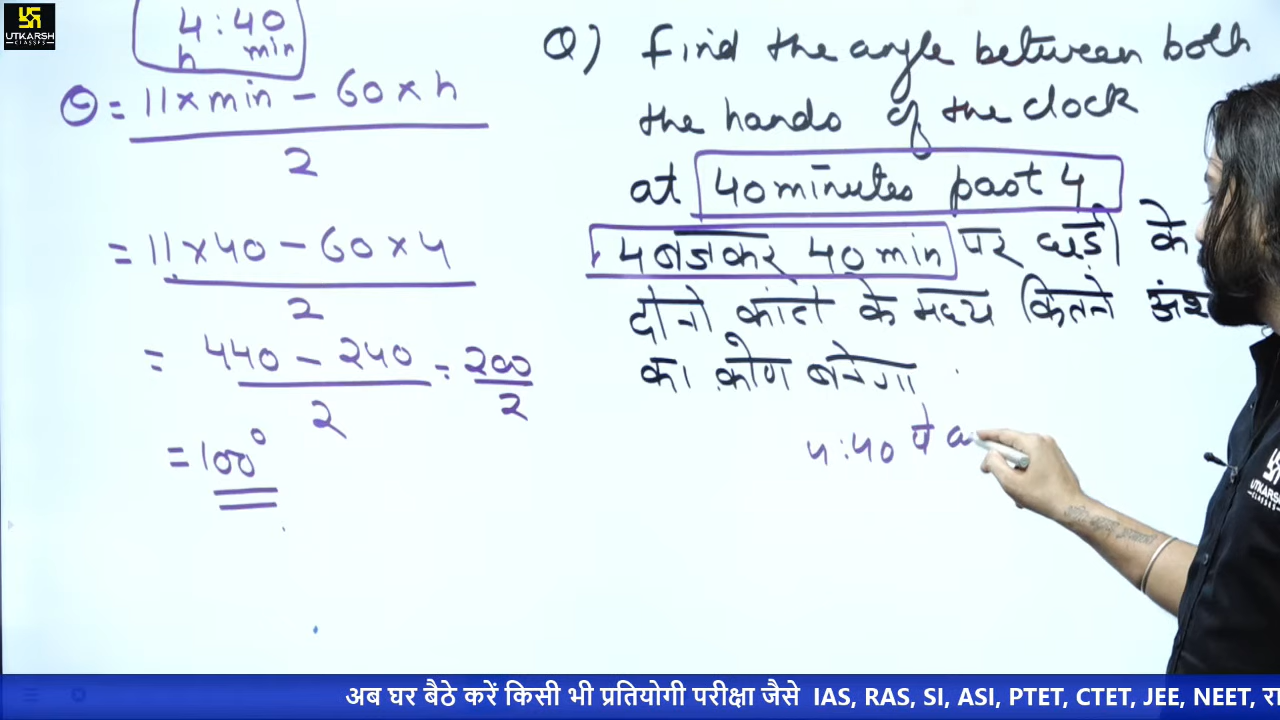 UTKARSH
CLASSES
4:40
h min
θ = 11×min − 60×h
2
= 11×40 − 60×4
2
= 440 − 240 = 200
2 2
= 100°
Q) Find the angle between both
the hands of the clock
at 40 minutes past 4
4 बजकर 40 min पर घड़ी के
दोनो कांटो के मध्य कितने अंश
का कोण बनेगा
4:40 पे
UTKARSH
CLASSES
अब घर बैठे करें किसी भी प्रतियोगी परीक्षा जैसे IAS, RAS, SI, ASI, PTET, CTET, JEE, NEET,